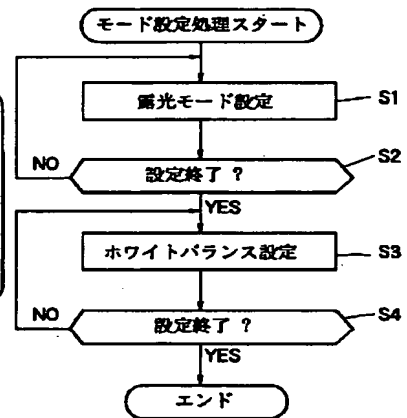 モード設定処理スタート
露光モード設定
S1
設定終了 ?
S2
NO
YES
ホワイトバランス設定
S3
設定終了 ?
S4
NO
YES
エンド